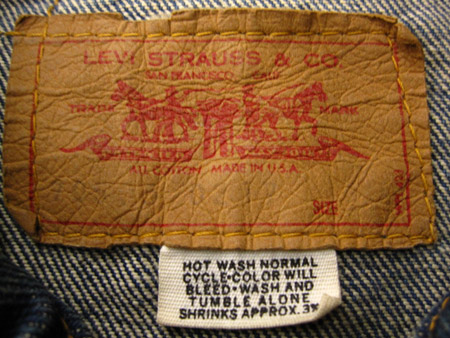 LEVI STRAUSS & CO.
SAN FRANCISCO CALIF.
TRADE MARK
ALL COTTON MADE IN U.S.A.
SIZE
HOT WASH NORMAL
CYCLE•COLOR WILL
BLEED•WASH AND
TUMBLE ALONE
SHRINKS APPROX. 3%